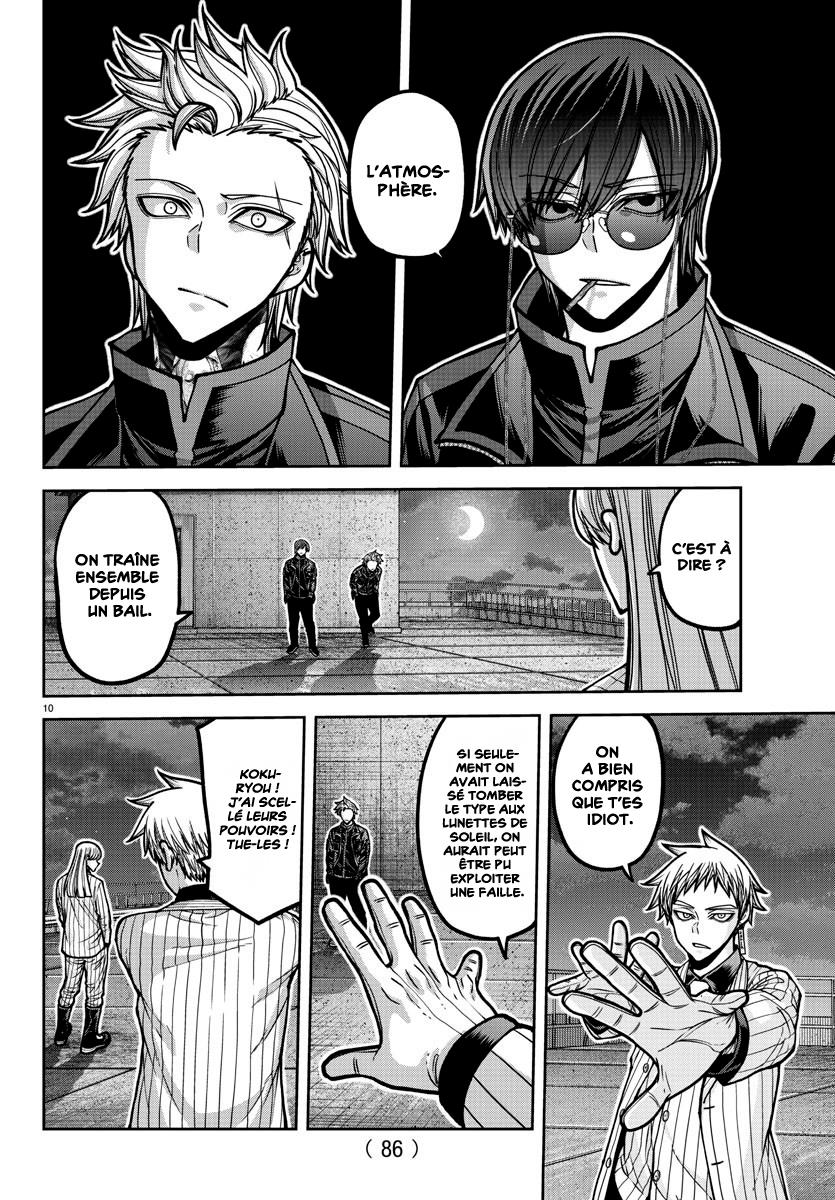 L'ATMOS-
PHÈRE.
C'EST À
DIRE ?
ON TRAÎNE
ENSEMBLE
DEPUIS
UN BAIL.
10
ON
A BIEN
COMPRIS
QUE T'ES
IDIOT.
SI SEULE-
MENT ON
AVAIT LAIS-
SÉ TOMBER
LE TYPE AUX
LUNETTES DE
SOLEIL, ON
AURAIT PEUT
ÊTRE PU
EXPLOITER
UNE FAILLE.
KOKU-
RYOU !
J'AI SCEL-
LÉ LEURS
POUVOIRS !
TUE-LES !
( 86 )